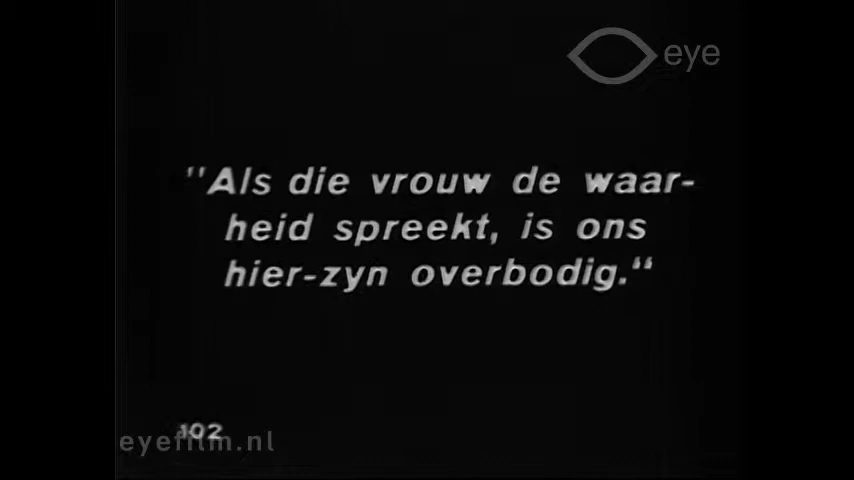 eye
"Als die vrouw de waar-
heid spreekt, is ons
hier-zyn overbodig."
102
eyefilm.nl